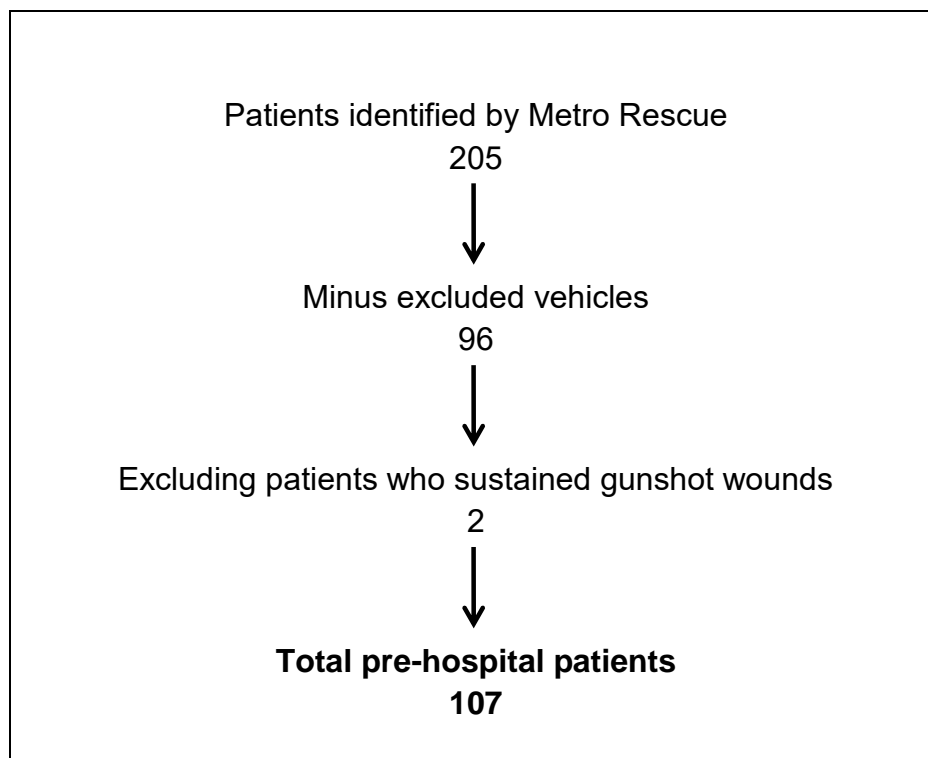 Patients identified by Metro Rescue
205
Minus excluded vehicles
96
Excluding patients who sustained gunshot wounds
2
Total pre-hospital patients
107